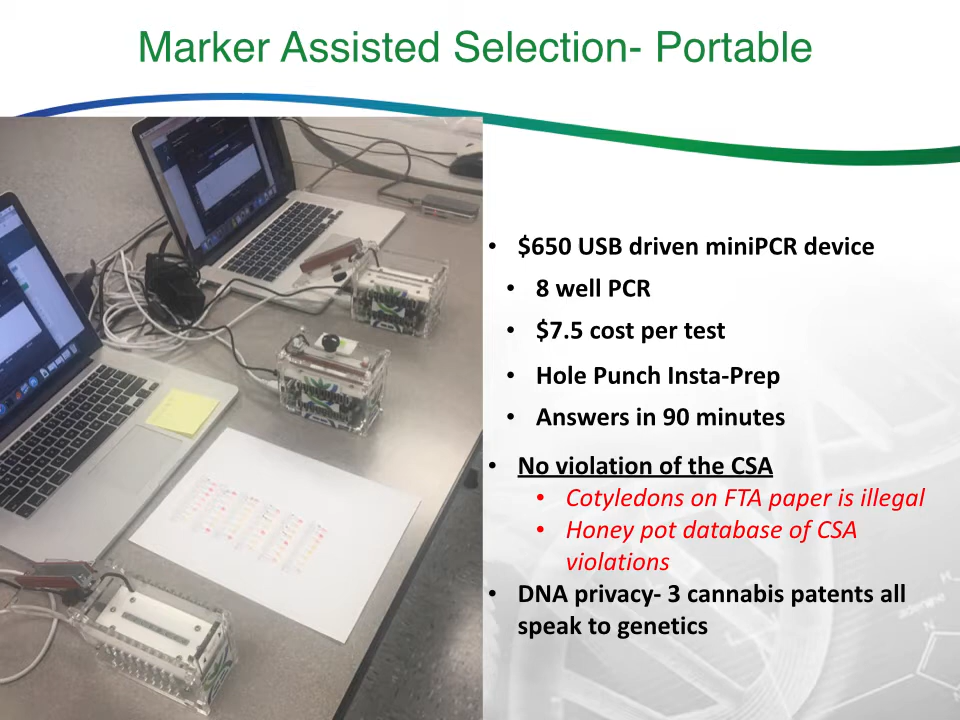 Marker Assisted Selection- Portable
• $650 USB driven miniPCR device
• 8 well PCR
• $7.5 cost per test
• Hole Punch Insta-Prep
• Answers in 90 minutes
• No violation of the CSA
• Cotyledons on FTA paper is illegal
• Honey pot database of CSA
violations
• DNA privacy- 3 cannabis patents all
speak to genetics